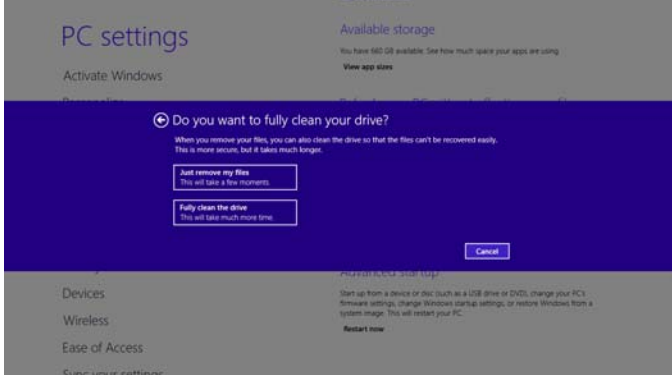 PC settings
Available storage
You have 680 GB available. See how much space your apps are using.
View app sizes
Activate Windows
Do you want to fully clean your drive?
When you remove your files, you can also clean the drive so that the files can't be recovered easily.
This is more secure, but it takes much longer.
Just remove my files
This will take a few moments.
Fully clean the drive
This will take much more time.
Cancel
Advanced startup
Devices
Start up from a device or disc (such as a USB drive or DVD), change your PC's
firmware settings, change Windows startup settings, or restore Windows from a
system image. This will restart your PC.
Wireless
Restart now
Ease of Access
Sync your settings